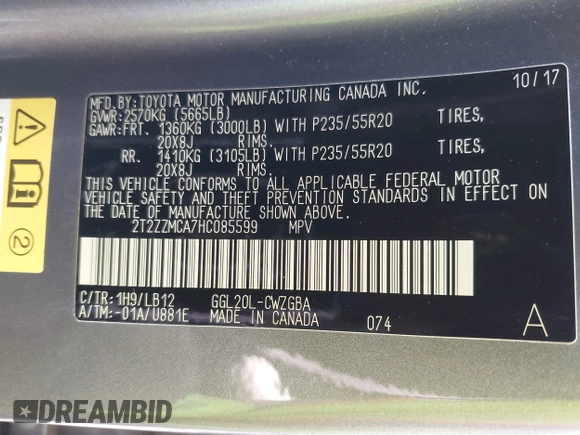 10/17
MFD. BY:TOYOTA MOTOR MANUFACTURING CANADA INC.
GVWR:2570KG (5665LB)
GAWR:FRT. 1360KG (3000LB) WITH P235/55R20 TIRES,
20X8J RIMS.
RR. 1410KG (3105LB) WITH P235/55R20 TIRES,
20X8J RIMS.
THIS VEHICLE CONFORMS TO ALL APPLICABLE FEDERAL MOTOR
VEHICLE SAFETY AND THEFT PREVENTION STANDARDS IN EFFECT ON
THE DATE OF MANUFACTURE SHOWN ABOVE.
2T2ZZMCA7HC085599 MPV
C/TR: 1H9/LB12 GGL20L-CWZGBA
A/TM:-01A/U881E MADE IN CANADA 074 A
2
DREAMBID